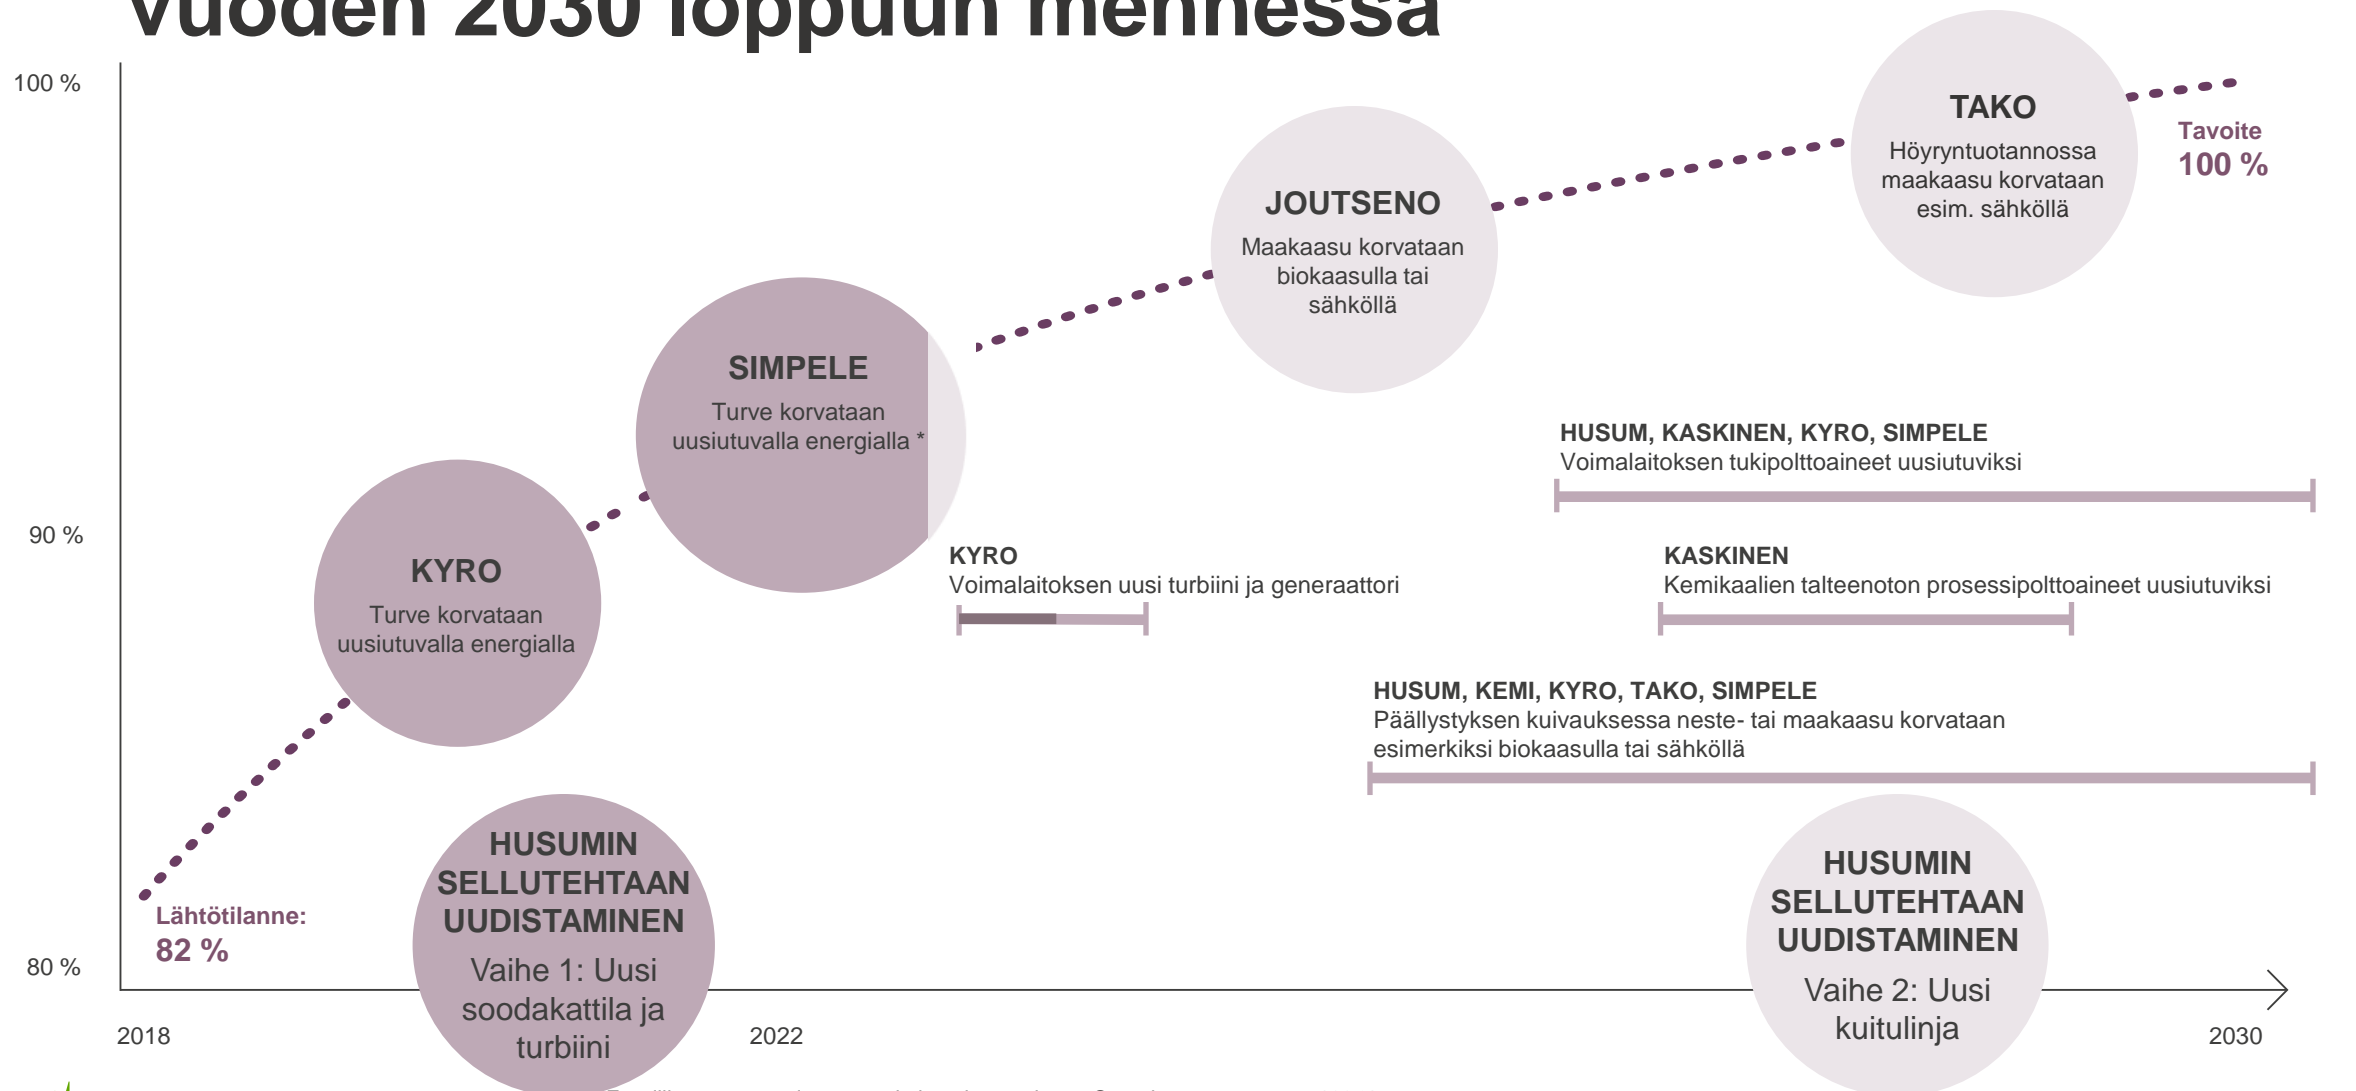 vuoden 2030 loppuun mennessä
100 %
90 %
80 %
TAKO
Höyryntuotannossa
maakaasu korvataan
esim. sähköllä
Tavoite
100 %
JOUTSENO
Maakaasu korvataan
biokaasulla tai
sähköllä
SIMPELE
Turve korvataan
uusiutuvalla energialla *
KYRO
Turve korvataan
uusiutuvalla energialla
HUSUM, KASKINEN, KYRO, SIMPELE
Voimalaitoksen tukipolttoaineet uusiutuviksi
KYRO
Voimalaitoksen uusi turbiini ja generaattori
KASKINEN
Kemikaalien talteenoton prosessipolttoaineet uusiutuviksi
HUSUM, KEMI, KYRO, TAKO, SIMPELE
Päällystyksen kuivauksessa neste- tai maakaasu korvataan
esimerkiksi biokaasulla tai sähköllä
Lähtötilanne:
82 %
HUSUMIN
SELLUTEHTAAN
UUDISTAMINEN
Vaihe 1: Uusi
soodakattila ja
turbiini
HUSUMIN
SELLUTEHTAAN
UUDISTAMINEN
Vaihe 2: Uusi
kuitulinja
2018
2022
2030